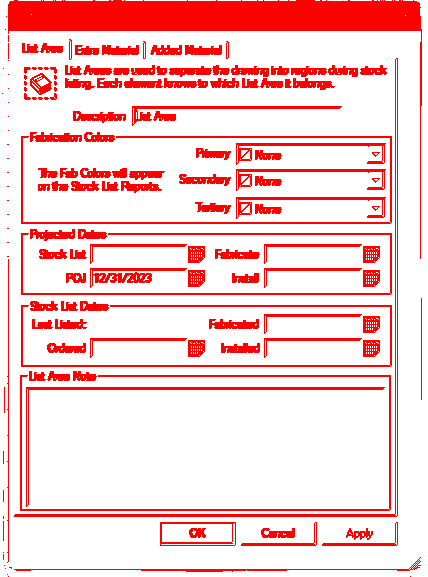 List Area Extra Material Added Material
List Areas are used to separate the drawing into regions during stock
listing. Each element knows to which List Area it belongs.
Description List Area
Fabrication Colors
Primary None
The Fab Colors will appear
on the Stock List Reports.
Secondary None
Tertiary None
Projected Dates
Stock List Fabricate
POJ 12/31/2023 Install
Stock List Dates
Last Listed: Fabricated
Ordered Installed
List Area Note
OK Cancel Apply